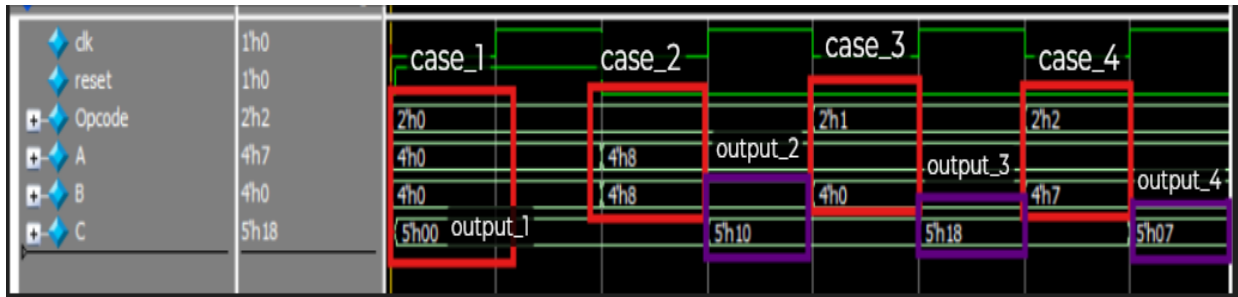 clk 1'h0 case_1 case_2 case_3 case_4
reset 1'h0
Opcode 2'h2 2'h0 2'h1 2'h2
A 4'h7 4'h0 4'h8 output_2 output_3
B 4'h0 4'h0 4'h8 4'h0 4'h7 output_4
C 5'h18 5'h00 output_1 5'h10 5'h18 5'h07